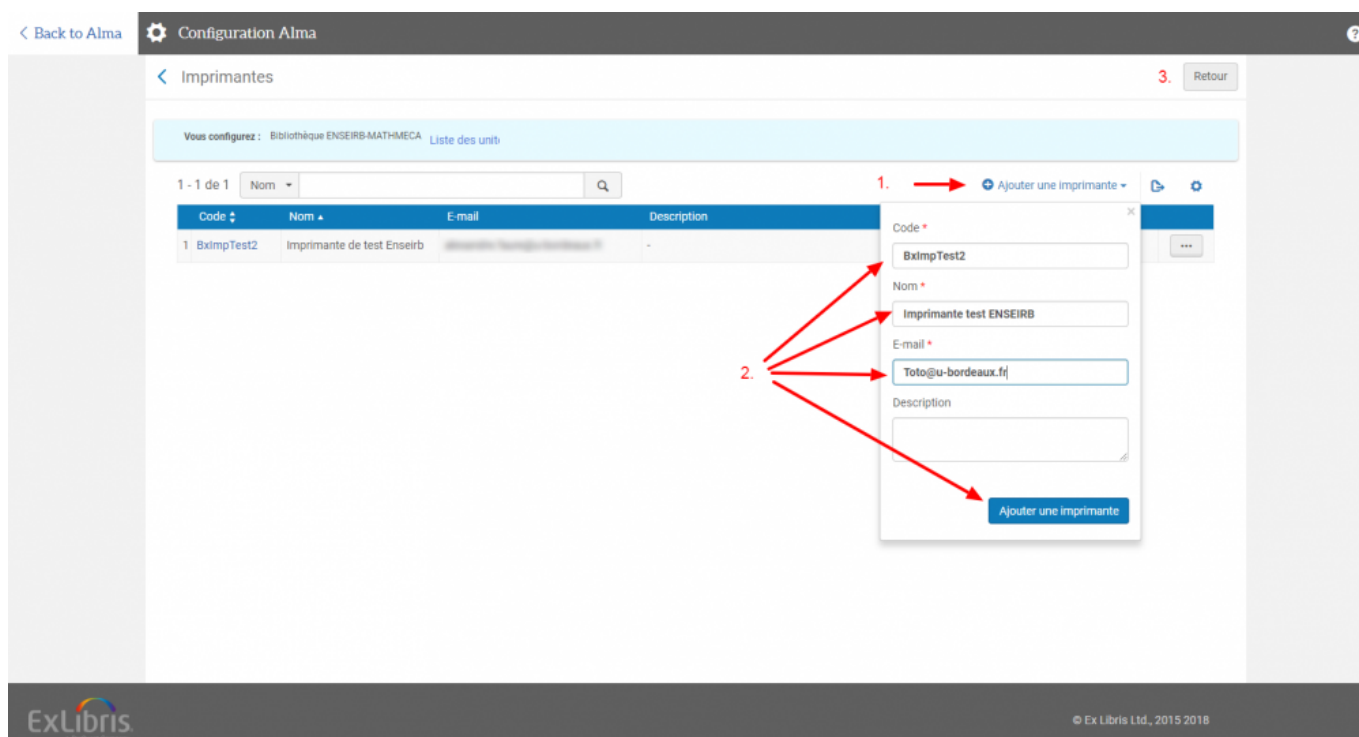 Back to Alma
Configuration Alma
?
Imprimantes
3.
Retour
Vous configurez : Bibliothèque ENSEIRB-MATHMECA Liste des unit
1 - 1 de 1 Nom
1.
Ajouter une imprimante
Code Nom E-mail Description
×
1 BxImpTest2 Imprimante de test Enseirb - ...
Code *
BxImpTest2
Nom *
Imprimante test ENSEIRB
E-mail *
2.
Toto@u-bordeaux.fr
Description
Ajouter une imprimante
ExLibris
© Ex Libris Ltd., 2015 2018